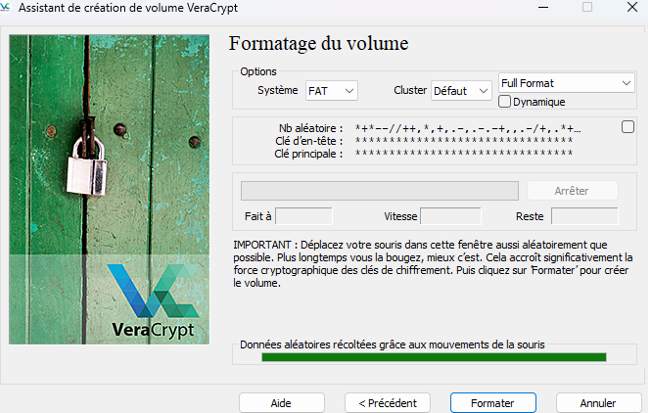 Assistant de création de volume VeraCrypt
Formatage du volume
Options
Système FAT Cluster Défaut Full Format
Dynamique
Nb aléatoire : *+*--//++,*,+,.-,.-.-+,,.-/+,.*+...
Clé d'en-tête : ********************************
Clé principale : ********************************
Arrêter
Fait à Vitesse Reste
IMPORTANT : Déplacez votre souris dans cette fenêtre aussi aléatoirement que
possible. Plus longtemps vous la bougez, mieux c'est. Cela accroît significativement la
force cryptographique des clés de chiffrement. Puis cliquez sur 'Formater' pour créer
le volume.
VeraCrypt
Données aléatoires récoltées grâce aux mouvements de la souris
Aide < Précédent Formater Annuler